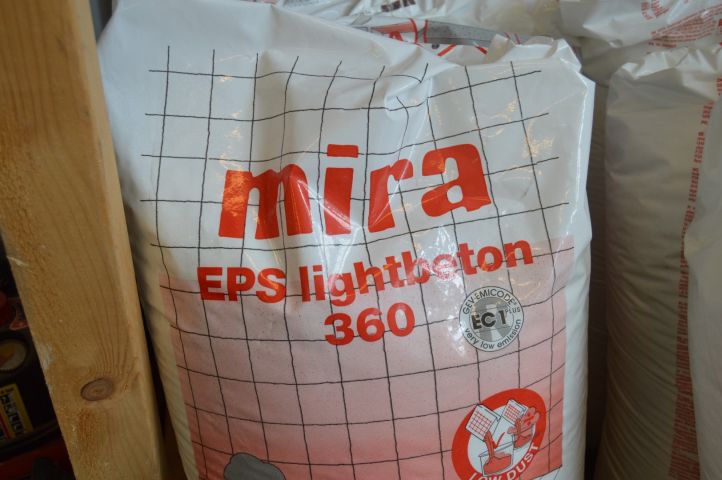 mira
EPS lightbeton
360
GEV-EMICODE
EC1 PLUS
very low emission
LOW DUST